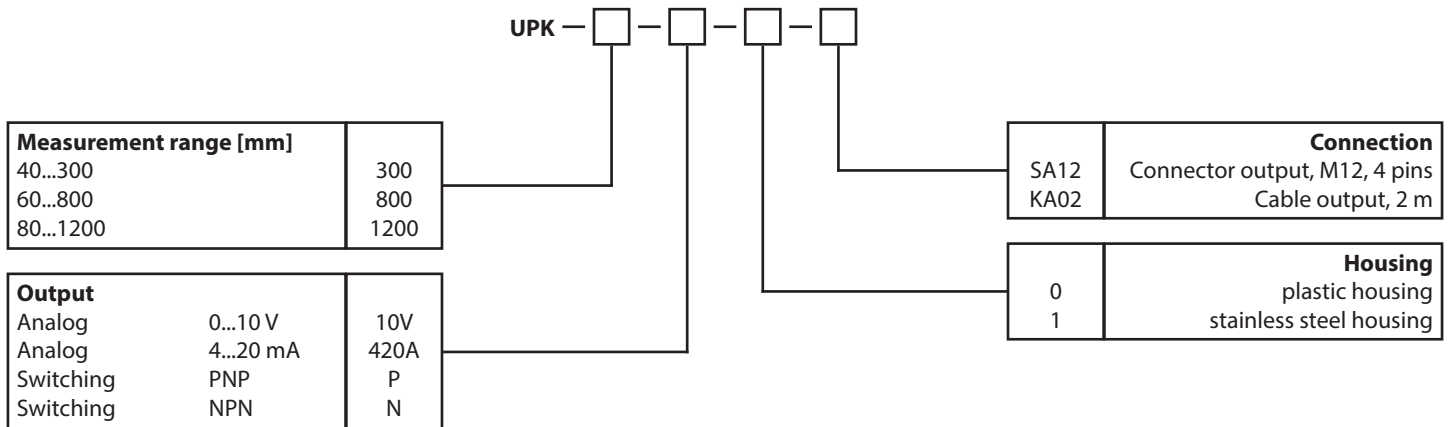 UPK — □ — □ — □ — □
Measurement range [mm]
40...300 300
60...800 800
80...1200 1200
Output
Analog 0...10 V 10V
Analog 4...20 mA 420A
Switching PNP P
Switching NPN N
Connection
SA12 Connector output, M12, 4 pins
KA02 Cable output, 2 m
Housing
0 plastic housing
1 stainless steel housing